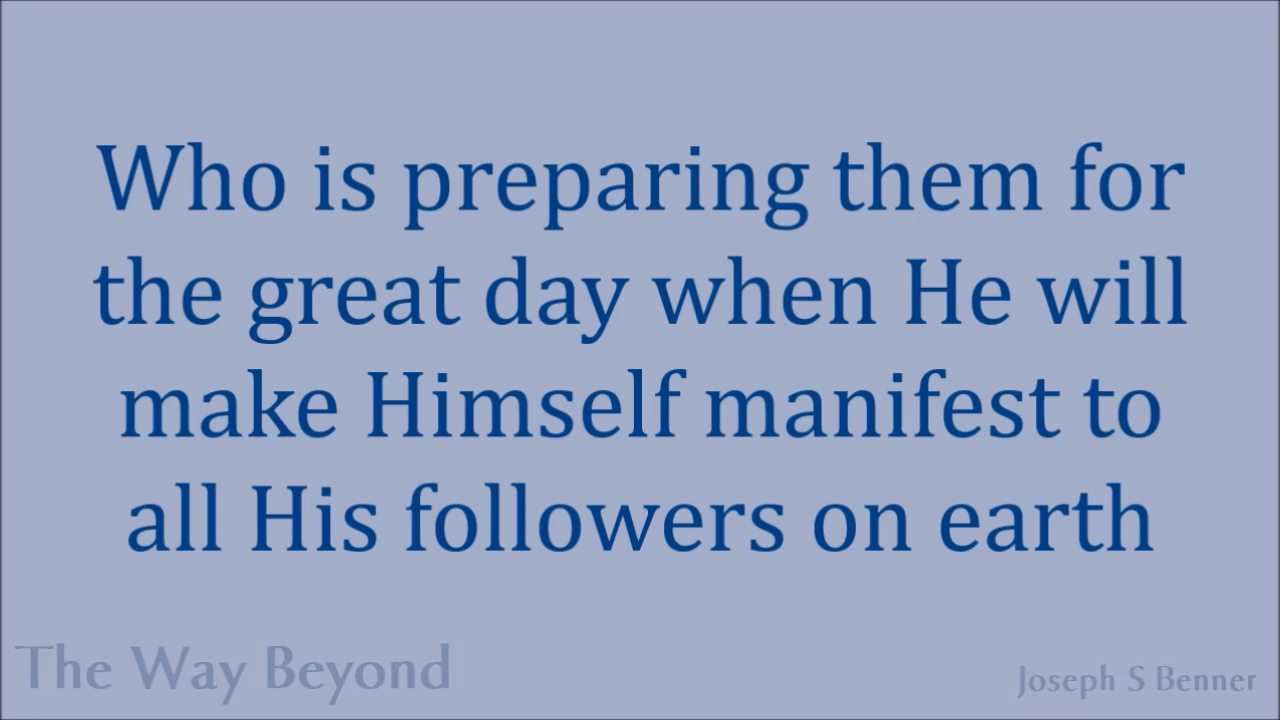 Who is preparing them for
the great day when He will
make Himself manifest to
all His followers on earth
The Way Beyond
Joseph S Benner